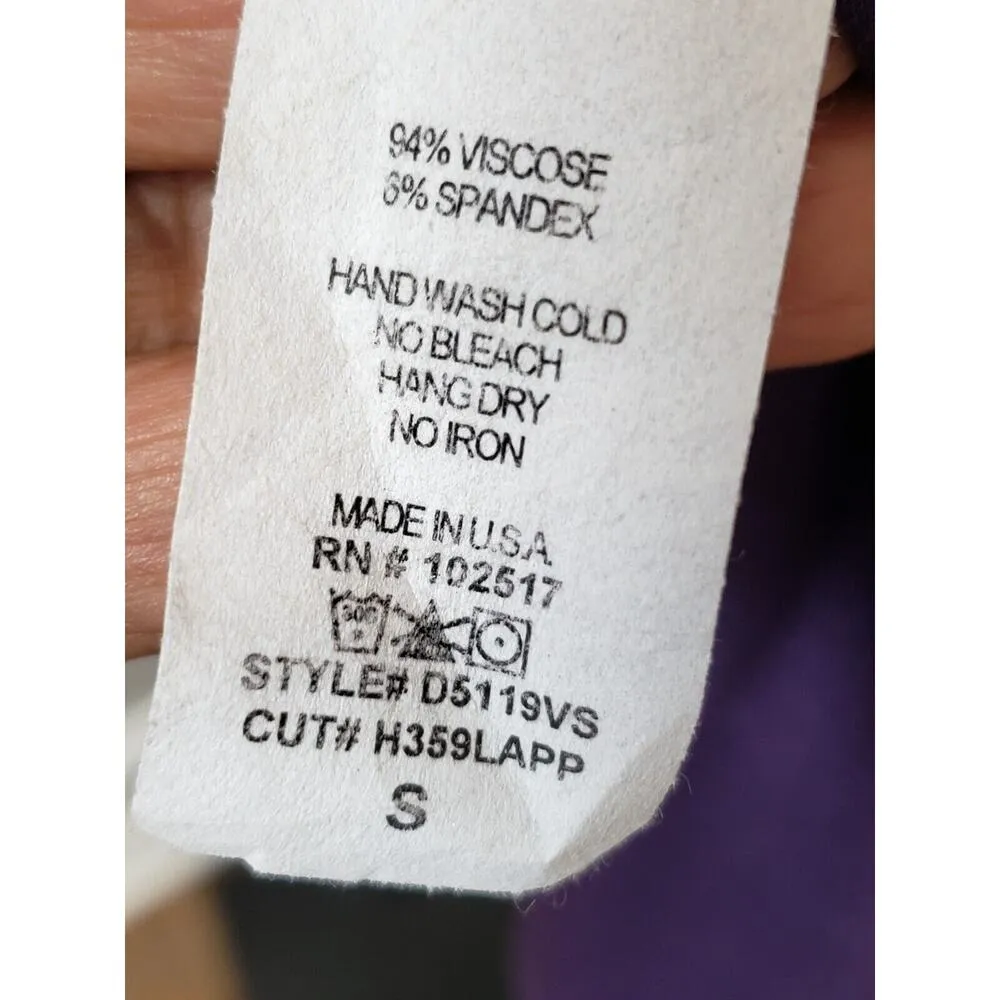 94% VISCOSE
6% SPANDEX
HAND WASH COLD
NO BLEACH
HANG DRY
NO IRON
MADE IN U.S.A
RN # 102517
STYLE# D5119VS
CUT# H359LAPP
S